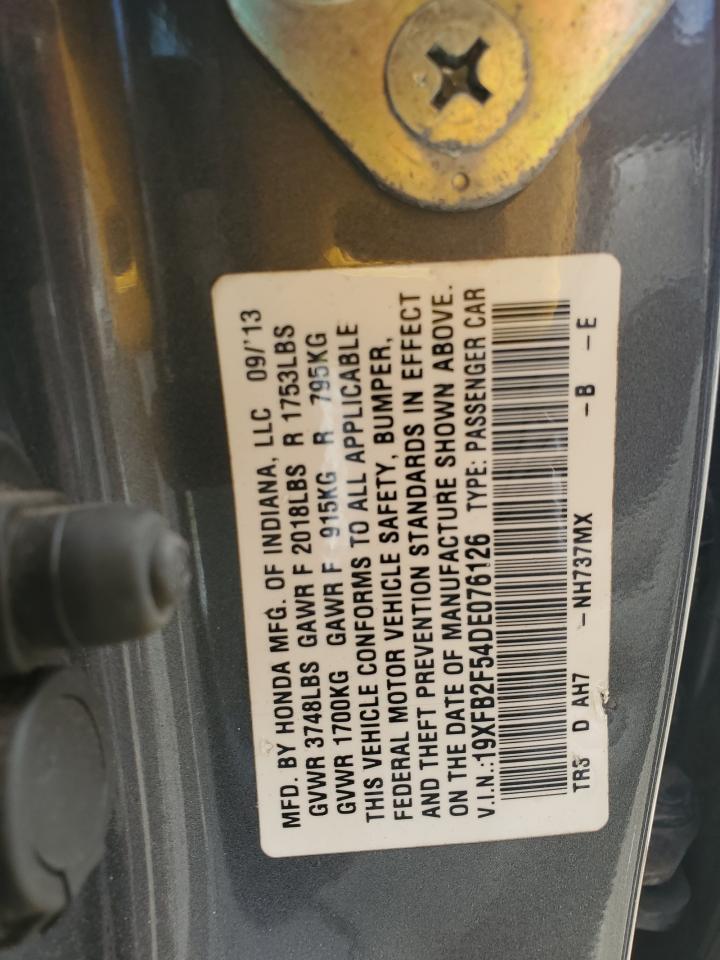 MFD. BY HONDA MFG. OF INDIANA, LLC 09/'13
GVWR 3748LBS GAWR F 2018LBS R 1753LBS
GVWR 1700KG GAWR F 915KG R 795KG
THIS VEHICLE CONFORMS TO ALL APPLICABLE
FEDERAL MOTOR VEHICLE SAFETY, BUMPER,
AND THEFT PREVENTION STANDARDS IN EFFECT
ON THE DATE OF MANUFACTURE SHOWN ABOVE.
V.I.N.:19XFB2F54DE076126 TYPE: PASSENGER CAR
TR3 D AH7 -NH737MX -B -E